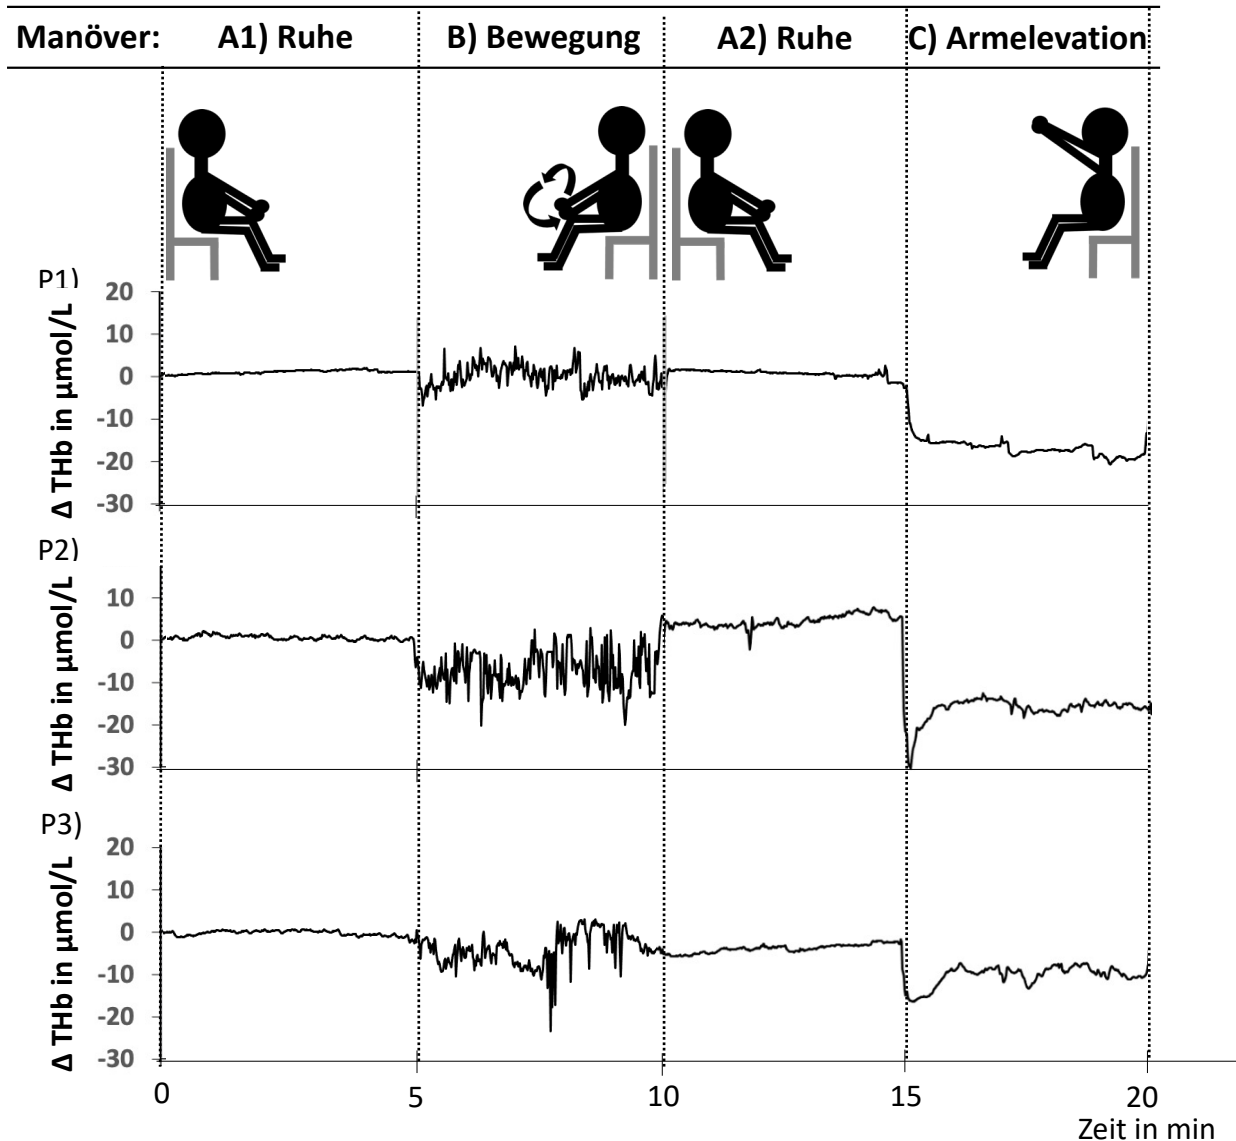 Manöver: A1) Ruhe B) Bewegung A2) Ruhe C) Armelevation
P1)
Δ THb in µmol/L
20
10
0
-10
-20
-30
P2)
Δ THb in µmol/L
10
0
-10
-20
-30
P3)
Δ THb in µmol/L
20
10
0
-10
-20
-30
0 5 10 15 20
Zeit in min